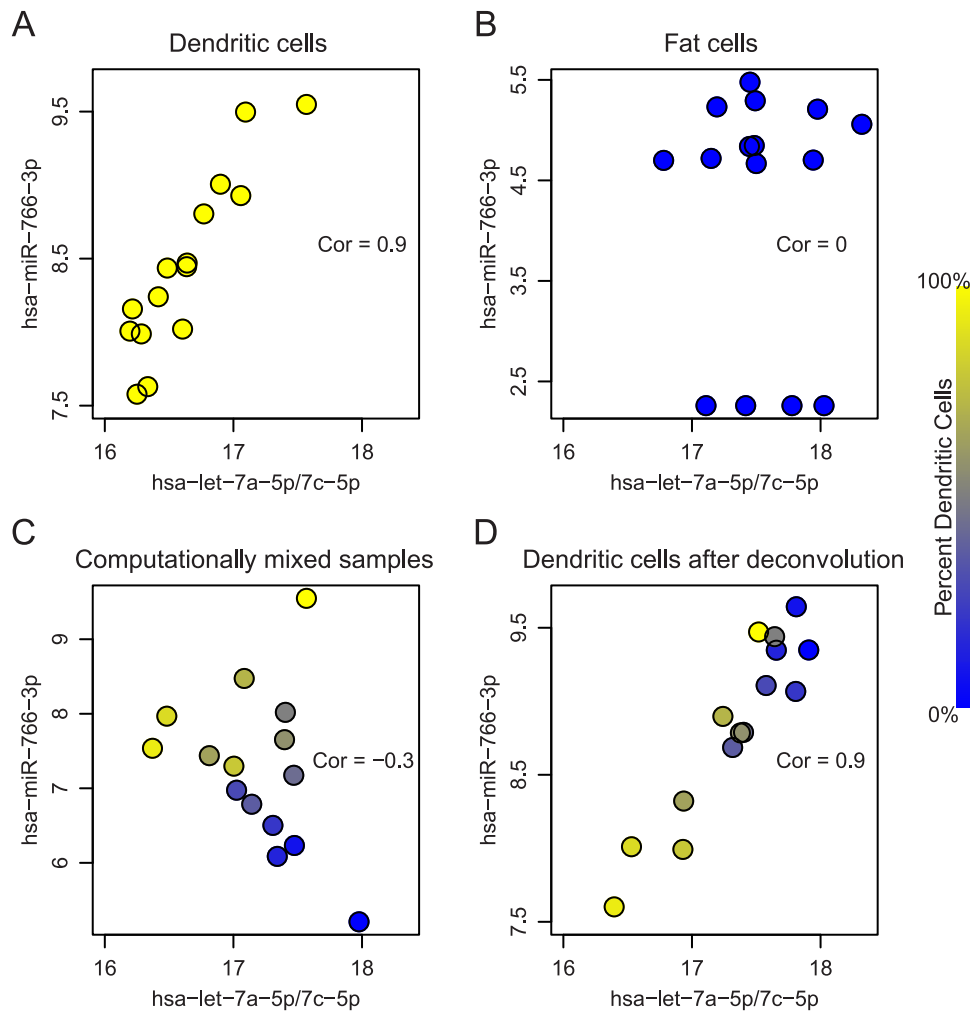 A
Dendritic cells
9.5
8.5
7.5
hsa−miR−766−3p
Cor = 0.9
16 17 18
hsa−let−7a−5p/7c−5p
B
Fat cells
5.5
4.5
3.5
2.5
hsa−miR−766−3p
Cor = 0
16 17 18
hsa−let−7a−5p/7c−5p
C
Computationally mixed samples
9
8
7
6
hsa−miR−766−3p
Cor = −0.3
16 17 18
hsa−let−7a−5p/7c−5p
D
Dendritic cells after deconvolution
9.5
8.5
7.5
hsa−miR−766−3p
Cor = 0.9
16 17 18
hsa−let−7a−5p/7c−5p
100%
Percent Dendritic Cells
0%